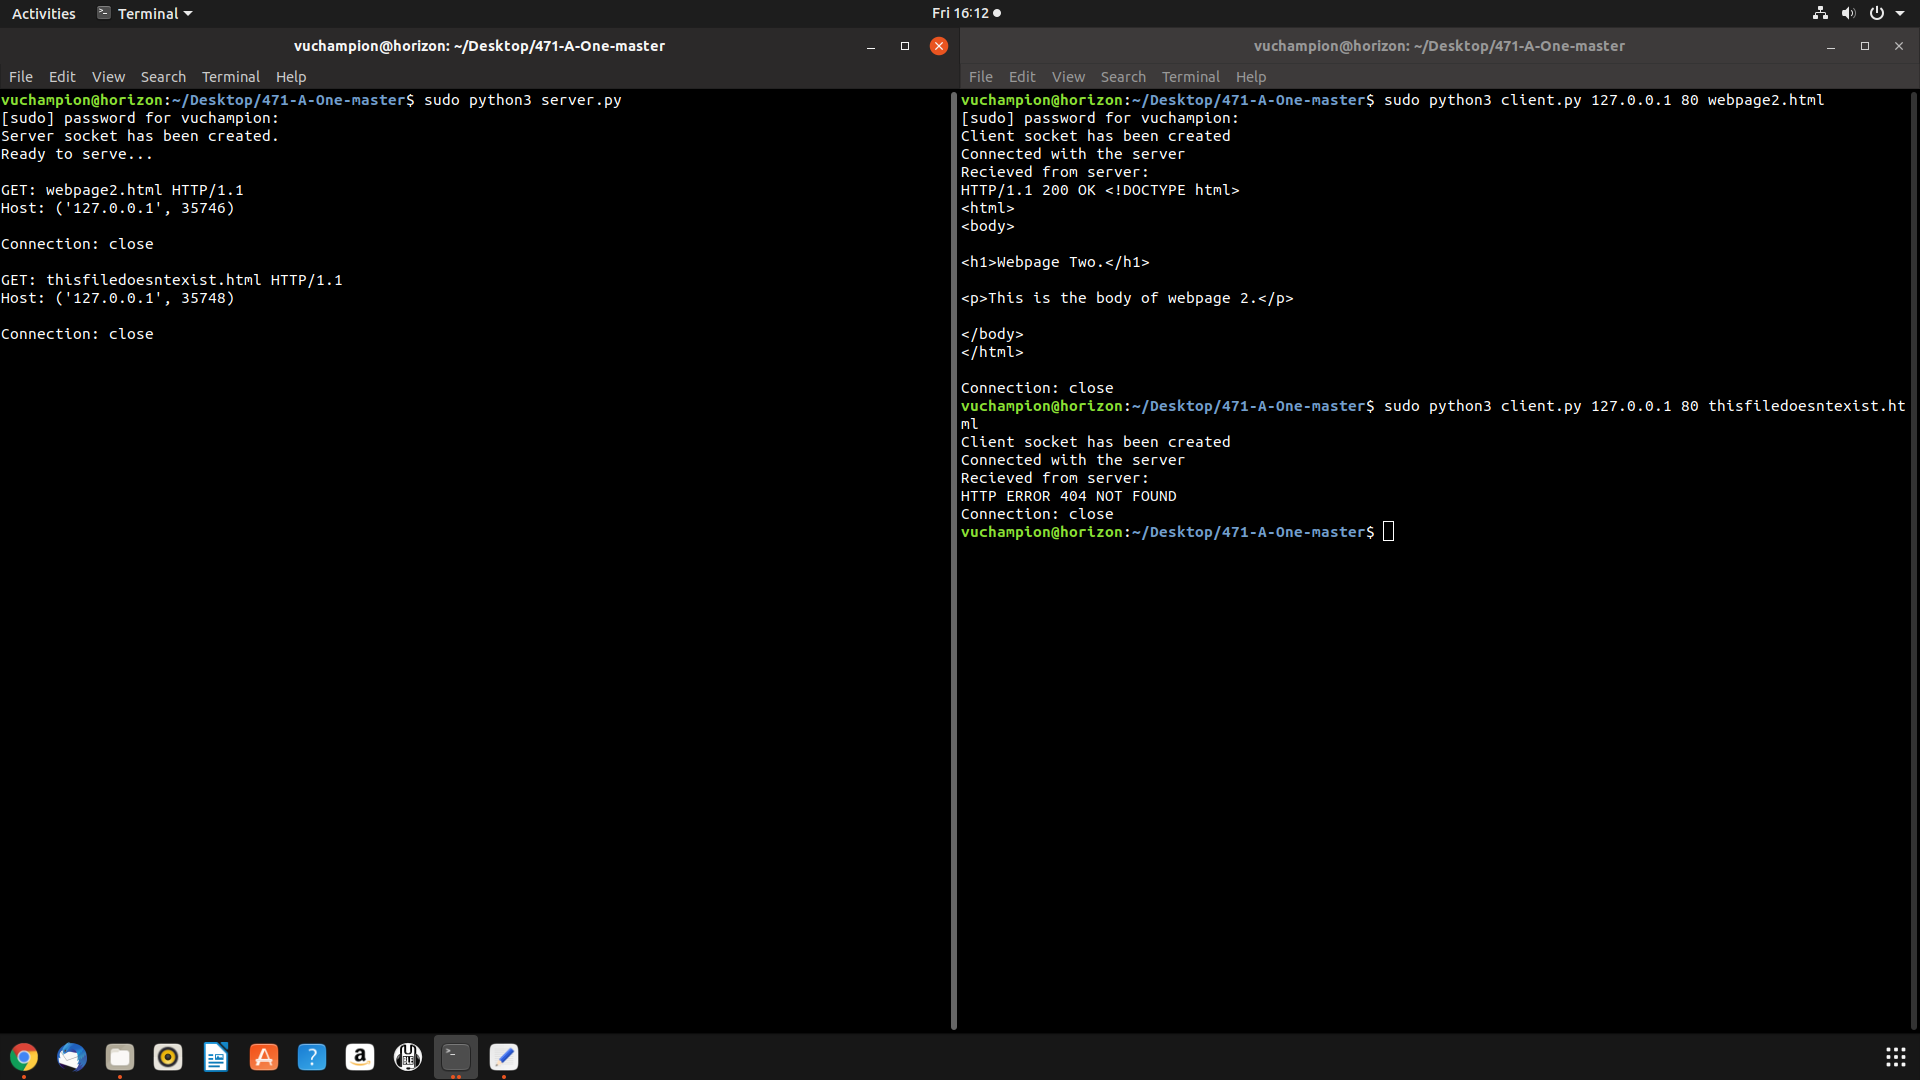 Activities
Terminal
Fri 16:12
vuchampion@horizon: ~/Desktop/471-A-One-master
File Edit View Search Terminal Help
vuchampion@horizon:~/Desktop/471-A-One-master$ sudo python3 server.py
[sudo] password for vuchampion:
Server socket has been created.
Ready to serve...
GET: webpage2.html HTTP/1.1
Host: ('127.0.0.1', 35746)
Connection: close
GET: thisfiledoesntexist.html HTTP/1.1
Host: ('127.0.0.1', 35748)
Connection: close
vuchampion@horizon: ~/Desktop/471-A-One-master
File Edit View Search Terminal Help
vuchampion@horizon:~/Desktop/471-A-One-master$ sudo python3 client.py 127.0.0.1 80 webpage2.html
[sudo] password for vuchampion:
Client socket has been created
Connected with the server
Recieved from server:
HTTP/1.1 200 OK <!DOCTYPE html>
<html>
<body>
<h1>Webpage Two.</h1>
<p>This is the body of webpage 2.</p>
</body>
</html>
Connection: close
vuchampion@horizon:~/Desktop/471-A-One-master$ sudo python3 client.py 127.0.0.1 80 thisfiledoesntexist.ht
ml
Client socket has been created
Connected with the server
Recieved from server:
HTTP ERROR 404 NOT FOUND
Connection: close
vuchampion@horizon:~/Desktop/471-A-One-master$